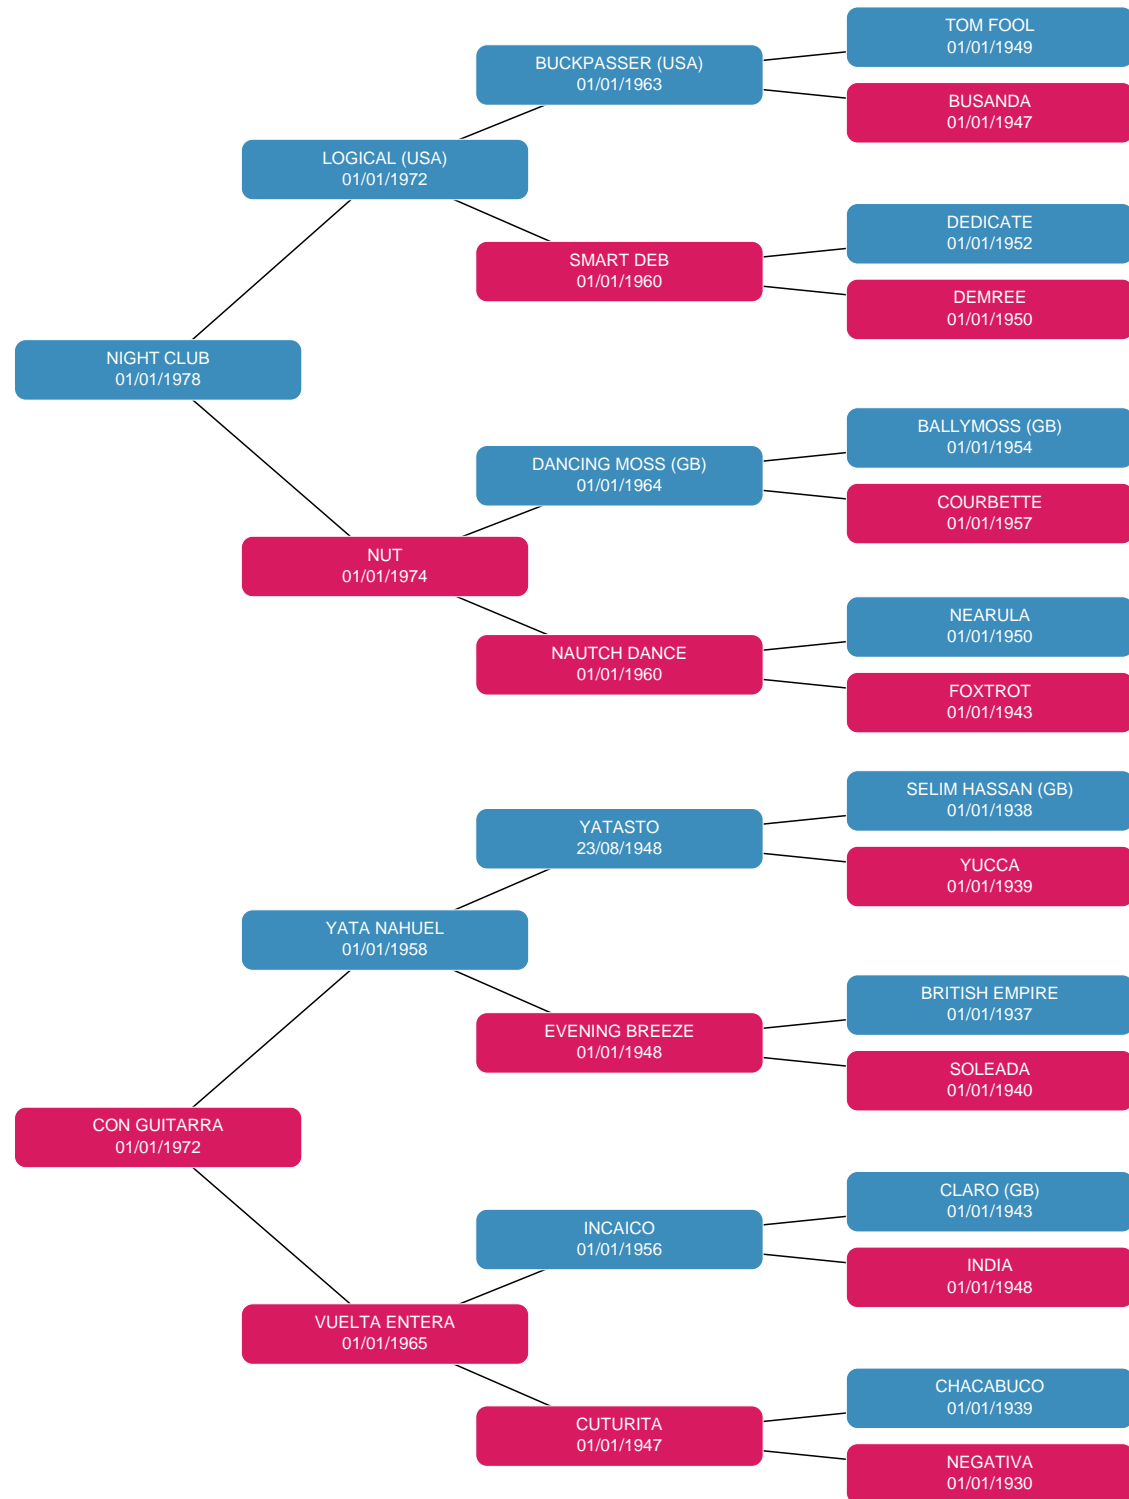 TOM FOOL
01/01/1949
BUCKPASSER (USA)
01/01/1963
BUSANDA
01/01/1947
LOGICAL (USA)
01/01/1972
DEDICATE
01/01/1952
SMART DEB
01/01/1960
DEMREE
01/01/1950
NIGHT CLUB
01/01/1978
BALLYMOSS (GB)
01/01/1954
DANCING MOSS (GB)
01/01/1964
COURBETTE
01/01/1957
NUT
01/01/1974
NEARULA
01/01/1950
NAUTCH DANCE
01/01/1960
FOXTROT
01/01/1943
SELIM HASSAN (GB)
01/01/1938
YATASTO
23/08/1948
YUCCA
01/01/1939
YATA NAHUEL
01/01/1958
BRITISH EMPIRE
01/01/1937
EVENING BREEZE
01/01/1948
SOLEADA
01/01/1940
CON GUITARRA
01/01/1972
CLARO (GB)
01/01/1943
INCAICO
01/01/1956
INDIA
01/01/1948
VUELTA ENTERA
01/01/1965
CHACABUCO
01/01/1939
CUTURITA
01/01/1947
NEGATIVA
01/01/1930